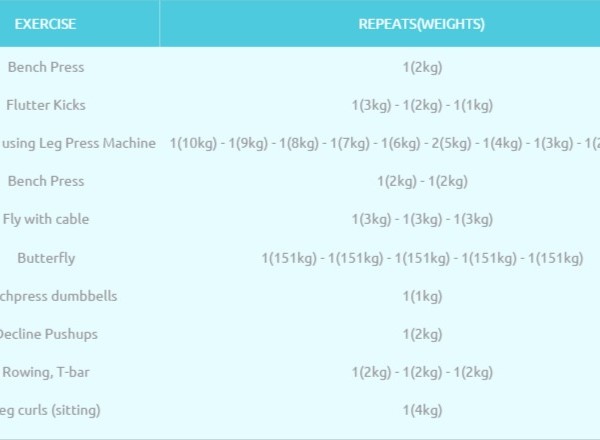 EXERCISE REPEATS(WEIGHTS)
Bench Press 1(2kg)
Flutter Kicks 1(3kg) - 1(2kg) - 1(1kg)
using Leg Press Machine 1(10kg) - 1(9kg) - 1(8kg) - 1(7kg) - 1(6kg) - 2(5kg) - 1(4kg) - 1(3kg) - 1(2
Bench Press 1(2kg) - 1(2kg)
Fly with cable 1(3kg) - 1(3kg) - 1(3kg)
Butterfly 1(151kg) - 1(151kg) - 1(151kg) - 1(151kg) - 1(151kg)
chpress dumbbells 1(1kg)
Decline Pushups 1(2kg)
Rowing, T-bar 1(2kg) - 1(2kg) - 1(2kg)
eg curls (sitting) 1(4kg)